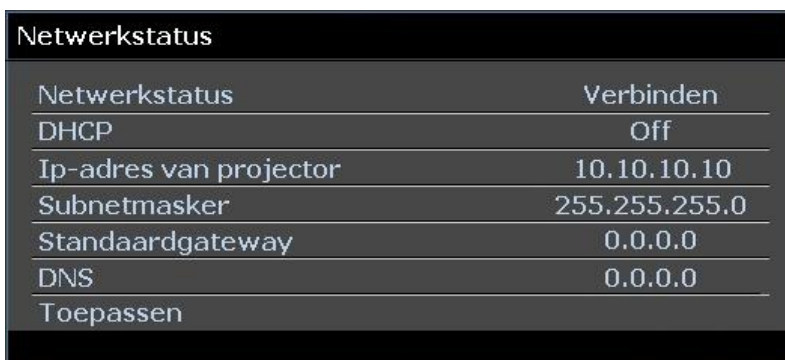 Netwerkstatus
Netwerkstatus Verbinden
DHCP Off
Ip-adres van projector 10.10.10.10
Subnetmasker 255.255.255.0
Standaardgateway 0.0.0.0
DNS 0.0.0.0
Toepassen